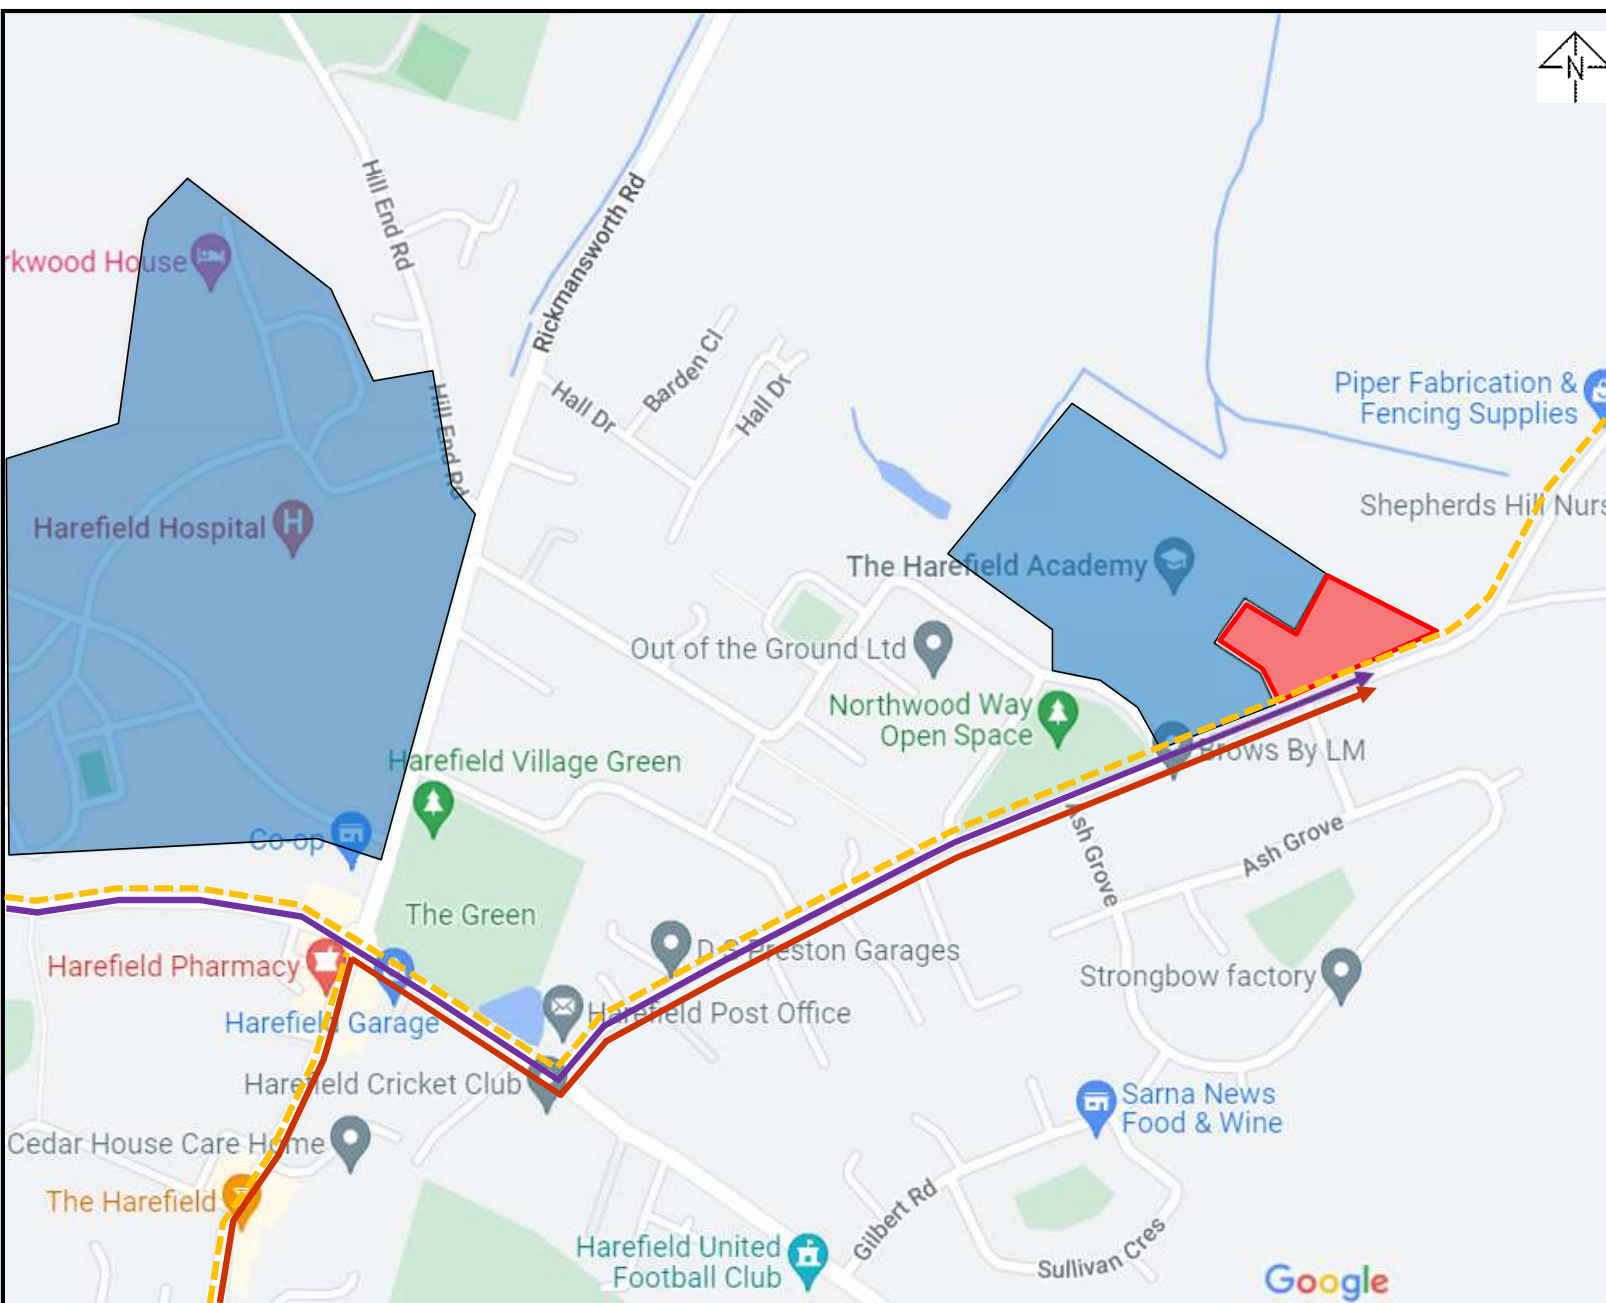 N
Hill End Rd
Rickmansworth Rd
rkwood House
Barden Cl
Hall Dr
Hall Dr
Hill End Rd
Piper Fabrication &
Fencing Supplies
Shepherds Hill Nurs
Harefield Hospital
H
The Harefield Academy
Out of the Ground Ltd
Northwood Way
Open Space
Brows By LM
Harefield Village Green
Co-op
Ash Grove
Ash Grove
The Green
D S Preston Garages
Harefield Pharmacy
Strongbow factory
Harefield Garage
Harefield Post Office
Harefield Cricket Club
Sarna News
Food & Wine
Cedar House Care Home
The Harefield
Gilbert Rd
Sullivan Cres
Harefield United
Football Club
Google